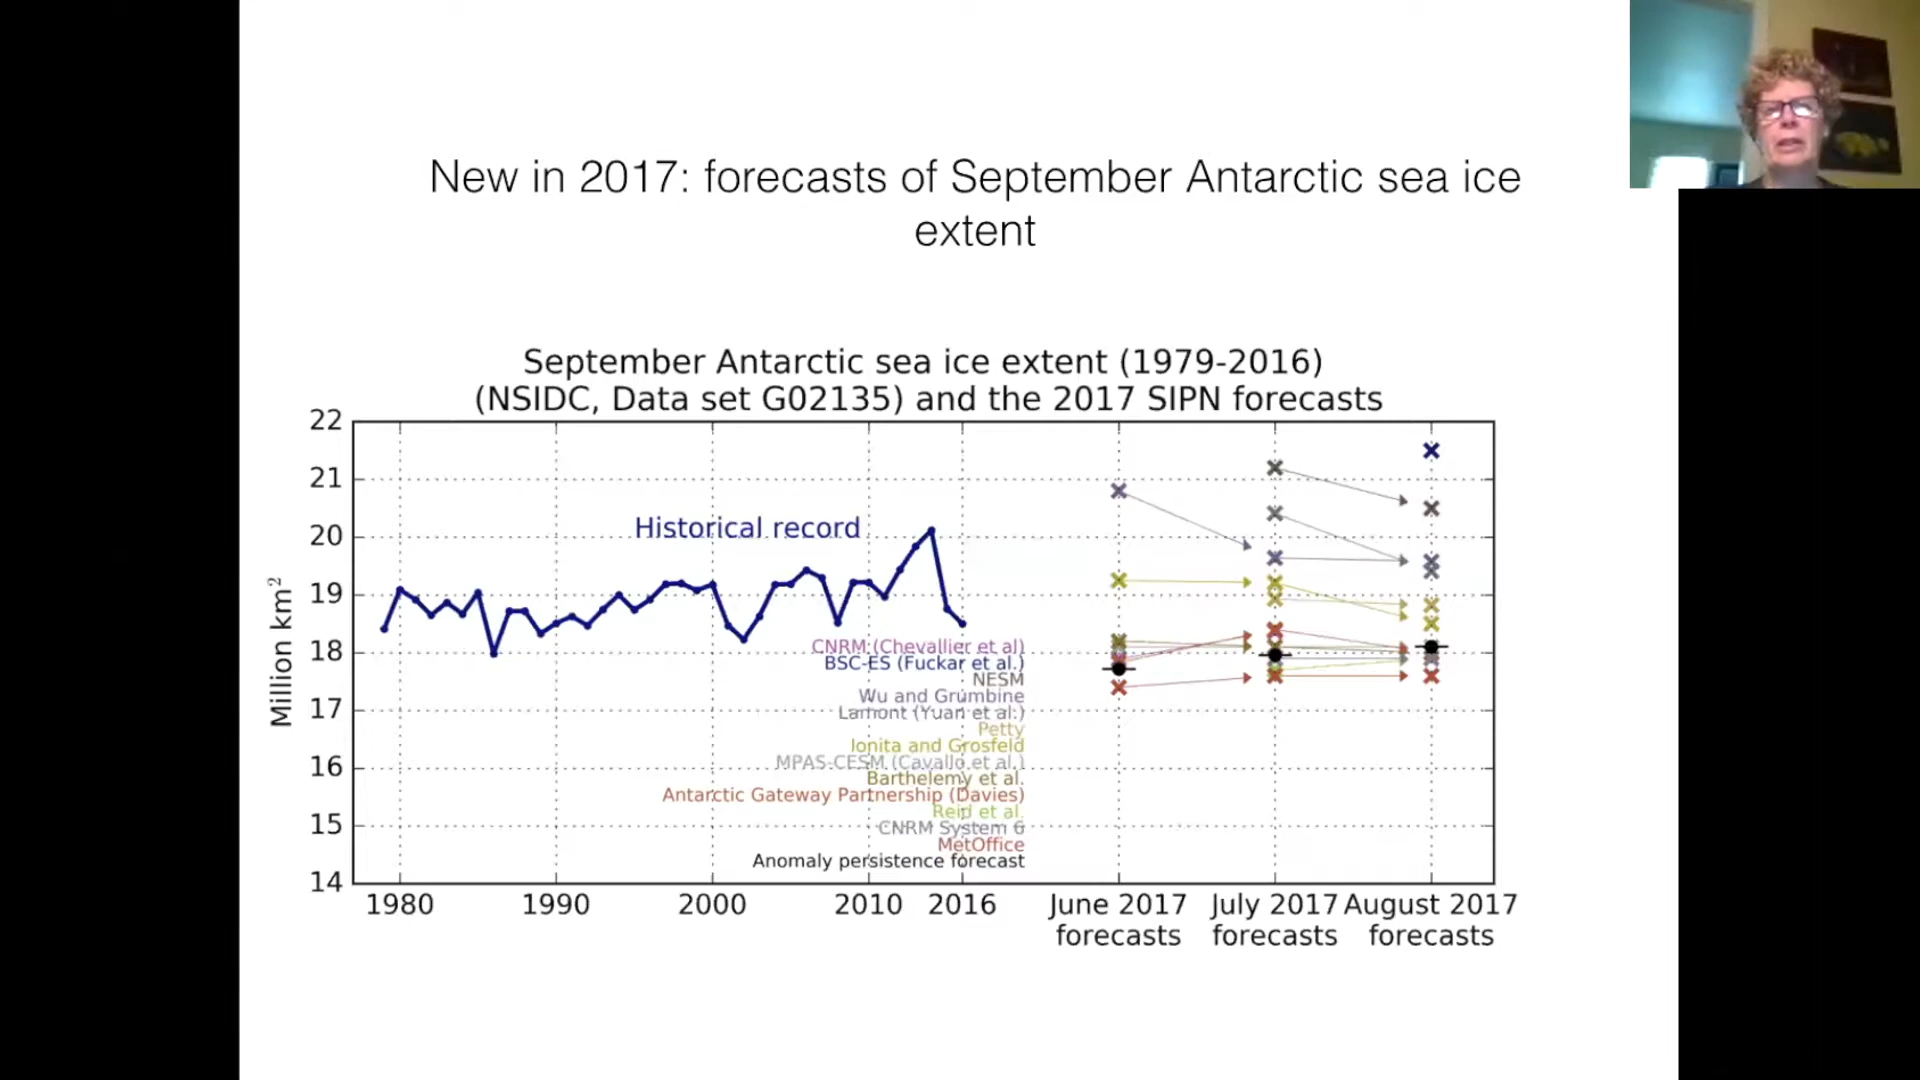 New in 2017: forecasts of September Antarctic sea ice
extent
September Antarctic sea ice extent (1979-2016)
(NSIDC, Data set G02135) and the 2017 SIPN forecasts
22
21
20
19
18
17
16
15
14
Million km²
Historical record
CNRM (Chevallier et al)
BSC-ES (Fuckar et al.)
NESM
Wu and Grumbine
Lamont (Yuan et al.)
Petty
Ionita and Grosfeld
MPAS-CESM (Cavallo et al.)
Barthelemy et al.
Antarctic Gateway Partnership (Davies)
Reid et al.
CNRM System 6
MetOffice
Anomaly persistence forecast
1980 1990 2000 2010 2016 June 2017 July 2017 August 2017
forecasts forecasts forecasts